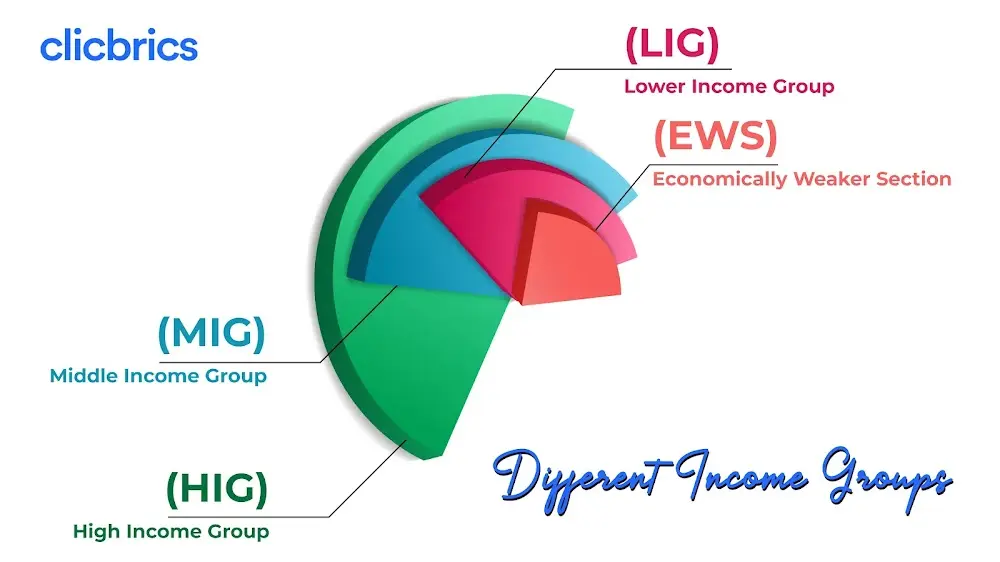 clicbrics
(LIG)
Lower Income Group
(EWS)
Economically Weaker Section
(MIG)
Middle Income Group
(HIG)
High Income Group
Different Income Groups